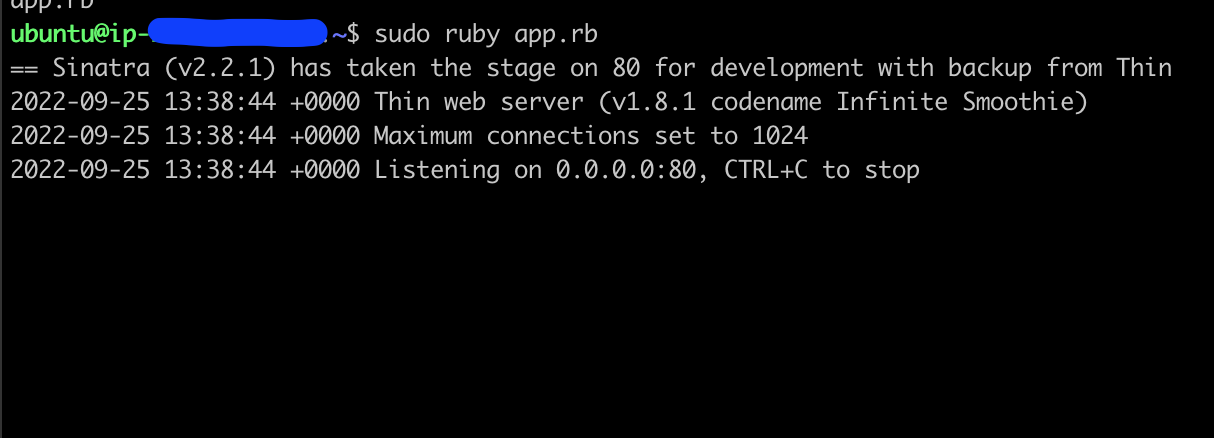 app.rb
ubuntu@ip- :~$ sudo ruby app.rb
== Sinatra (v2.2.1) has taken the stage on 80 for development with backup from Thin
2022-09-25 13:38:44 +0000 Thin web server (v1.8.1 codename Infinite Smoothie)
2022-09-25 13:38:44 +0000 Maximum connections set to 1024
2022-09-25 13:38:44 +0000 Listening on 0.0.0.0:80, CTRL+C to stop